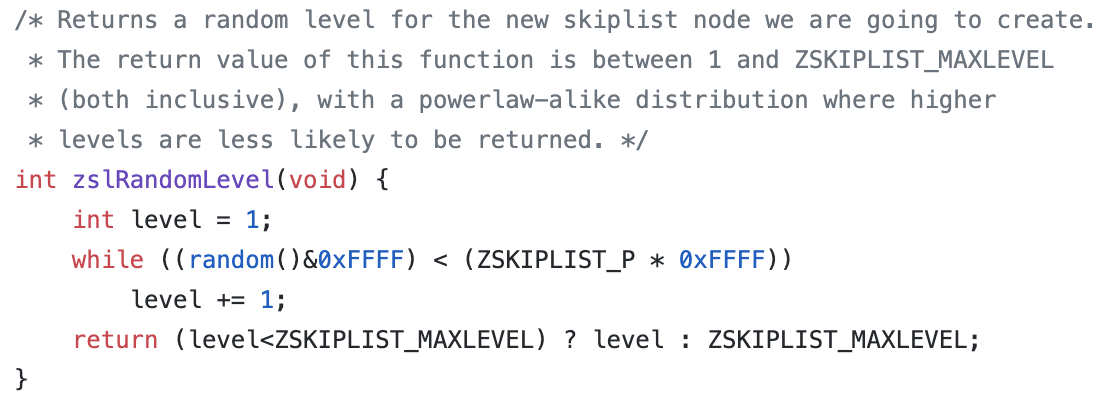 /* Returns a random level for the new skiplist node we are going to create.
 * The return value of this function is between 1 and ZSKIPLIST_MAXLEVEL
 * (both inclusive), with a powerlaw-alike distribution where higher
 * levels are less likely to be returned. */
int zslRandomLevel(void) {
    int level = 1;
    while ((random()&0xFFFF) < (ZSKIPLIST_P * 0xFFFF))
        level += 1;
    return (level<ZSKIPLIST_MAXLEVEL) ? level : ZSKIPLIST_MAXLEVEL;
}